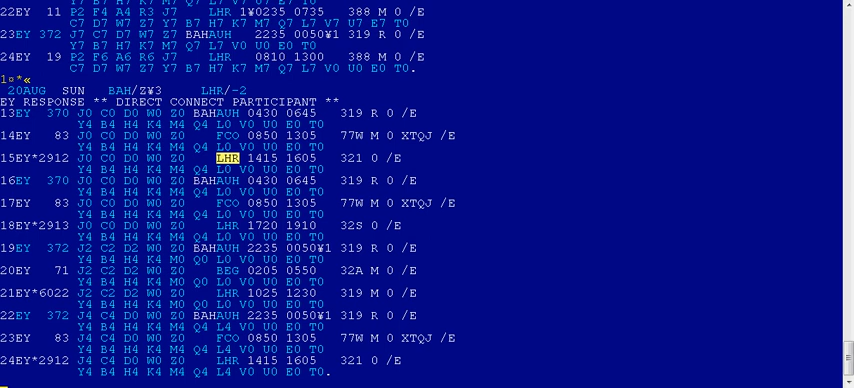 Y7 B7 H7 K7 M7 Q7 L7 V7 U7 E7 T0
22EY 11 P2 F4 A4 R3 J7 LHR 1¥0235 0735 388 M 0 /E
C7 D7 W7 Z7 Y7 B7 H7 K7 M7 Q7 L7 V7 U7 E7 T0
23EY 372 J7 C7 D7 W7 Z7 BAHAUH 2235 0050¥1 319 R 0 /E
Y7 B7 H7 K7 M7 Q7 L7 V0 U0 E0 T0
24EY 19 P2 F6 A6 R6 J7 LHR 0810 1300 388 M 0 /E
C7 D7 W7 Z7 Y7 B7 H7 K7 M7 Q7 L7 V0 U0 E0 T0.
1¤*«
20AUG SUN BAH/Z¥3 LHR/-2
EY RESPONSE ** DIRECT CONNECT PARTICIPANT **
13EY 370 J0 C0 D0 W0 Z0 BAHAUH 0430 0645 319 R 0 /E
Y4 B4 H4 K4 M4 Q4 L0 V0 U0 E0 T0
14EY 83 J0 C0 D0 W0 Z0 FCO 0850 1305 77W M 0 XTQJ /E
Y4 B4 H4 K4 M4 Q4 L0 V0 U0 E0 T0
15EY*2912 J0 C0 D0 W0 Z0 LHR 1415 1605 321 0 /E
Y4 B4 H4 K4 M4 Q4 L0 V0 U0 E0 T0
16EY 370 J0 C0 D0 W0 Z0 BAHAUH 0430 0645 319 R 0 /E
Y4 B4 H4 K4 M4 Q4 L0 V0 U0 E0 T0
17EY 83 J0 C0 D0 W0 Z0 FCO 0850 1305 77W M 0 XTQJ /E
Y4 B4 H4 K4 M4 Q4 L0 V0 U0 E0 T0
18EY*2913 J0 C0 D0 W0 Z0 LHR 1720 1910 32S 0 /E
Y4 B4 H4 K4 M4 Q4 L0 V0 U0 E0 T0
19EY 372 J2 C2 D2 W0 Z0 BAHAUH 2235 0050¥1 319 R 0 /E
Y4 B4 H4 K4 M0 Q0 L0 V0 U0 E0 T0
20EY 71 J2 C2 D2 W0 Z0 BEG 0205 0550 32A M 0 /E
Y4 B4 H4 K4 M0 Q0 L0 V0 U0 E0 T0
21EY*6022 J2 C2 D2 W0 Z0 LHR 1025 1230 319 M 0 /E
Y4 B4 H4 K4 M0 Q0 L0 V0 U0 E0 T0
22EY 372 J4 C4 D4 W0 Z0 BAHAUH 2235 0050¥1 319 R 0 /E
Y4 B4 H4 K4 M4 Q4 L4 V0 U0 E0 T0
23EY 83 J4 C4 D4 W0 Z0 FCO 0850 1305 77W M 0 XTQJ /E
Y4 B4 H4 K4 M4 Q4 L4 V0 U0 E0 T0
24EY*2912 J4 C4 D4 W0 Z0 LHR 1415 1605 321 0 /E
Y4 B4 H4 K4 M4 Q4 L4 V0 U0 E0 T0.